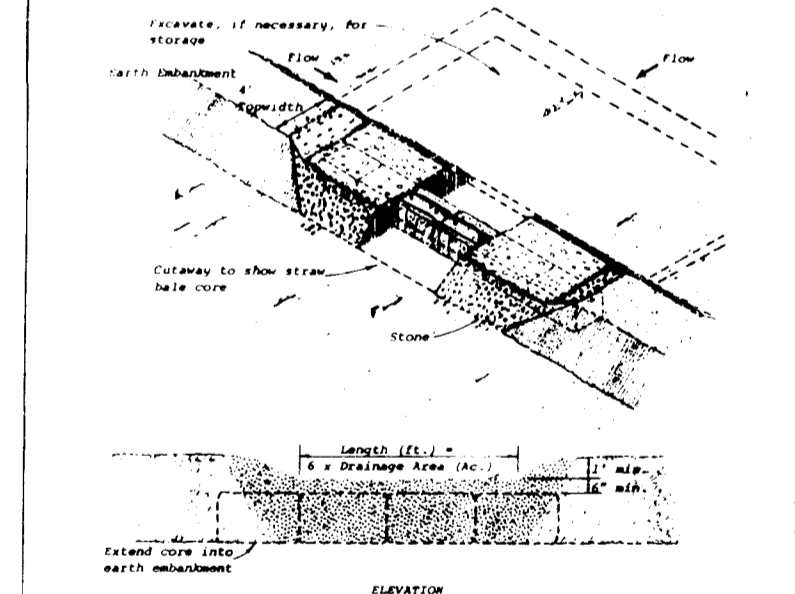 Excavate, if necessary, for
storage
Flow
Flow
Earth Embankment
4'
Topwidth
Cutaway to show straw
bale core
Stone
Length (ft.) =
6 x Drainage Area (Ac.)
1' min.
6" min.
Extend core into
earth embankment
ELEVATION